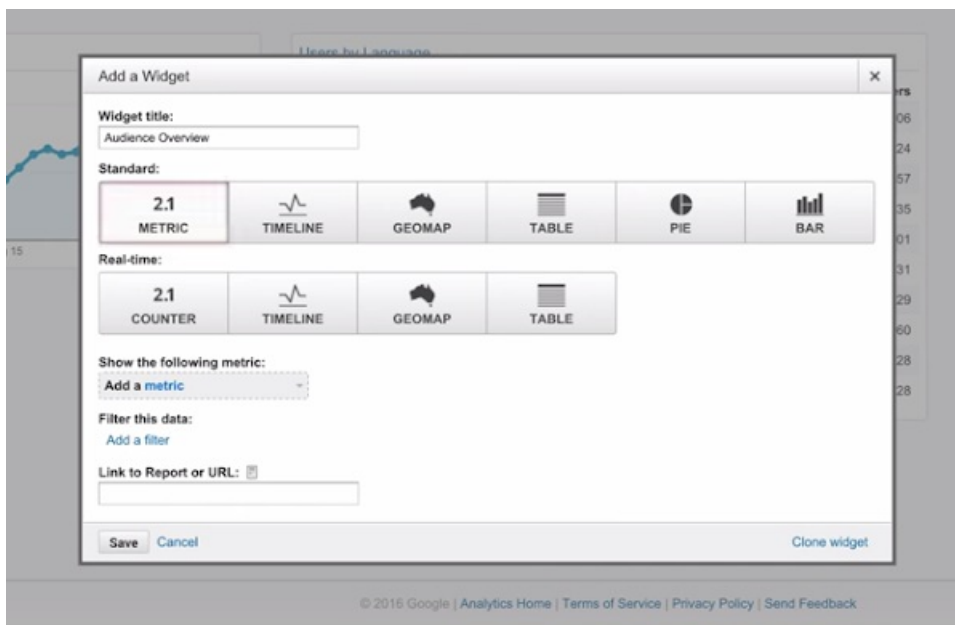 Users by Language
Add a Widget
×
Widget title:
Audience Overview
Standard:
2.1
METRIC
TIMELINE
GEOMAP
TABLE
PIE
BAR
Real-time:
2.1
COUNTER
TIMELINE
GEOMAP
TABLE
Show the following metric:
Add a metric
Filter this data:
Add a filter
Link to Report or URL:
Save Cancel Clone widget
ers
06
24
57
35
01
31
29
60
28
28
15
© 2016 Google | Analytics Home | Terms of Service | Privacy Policy | Send Feedback